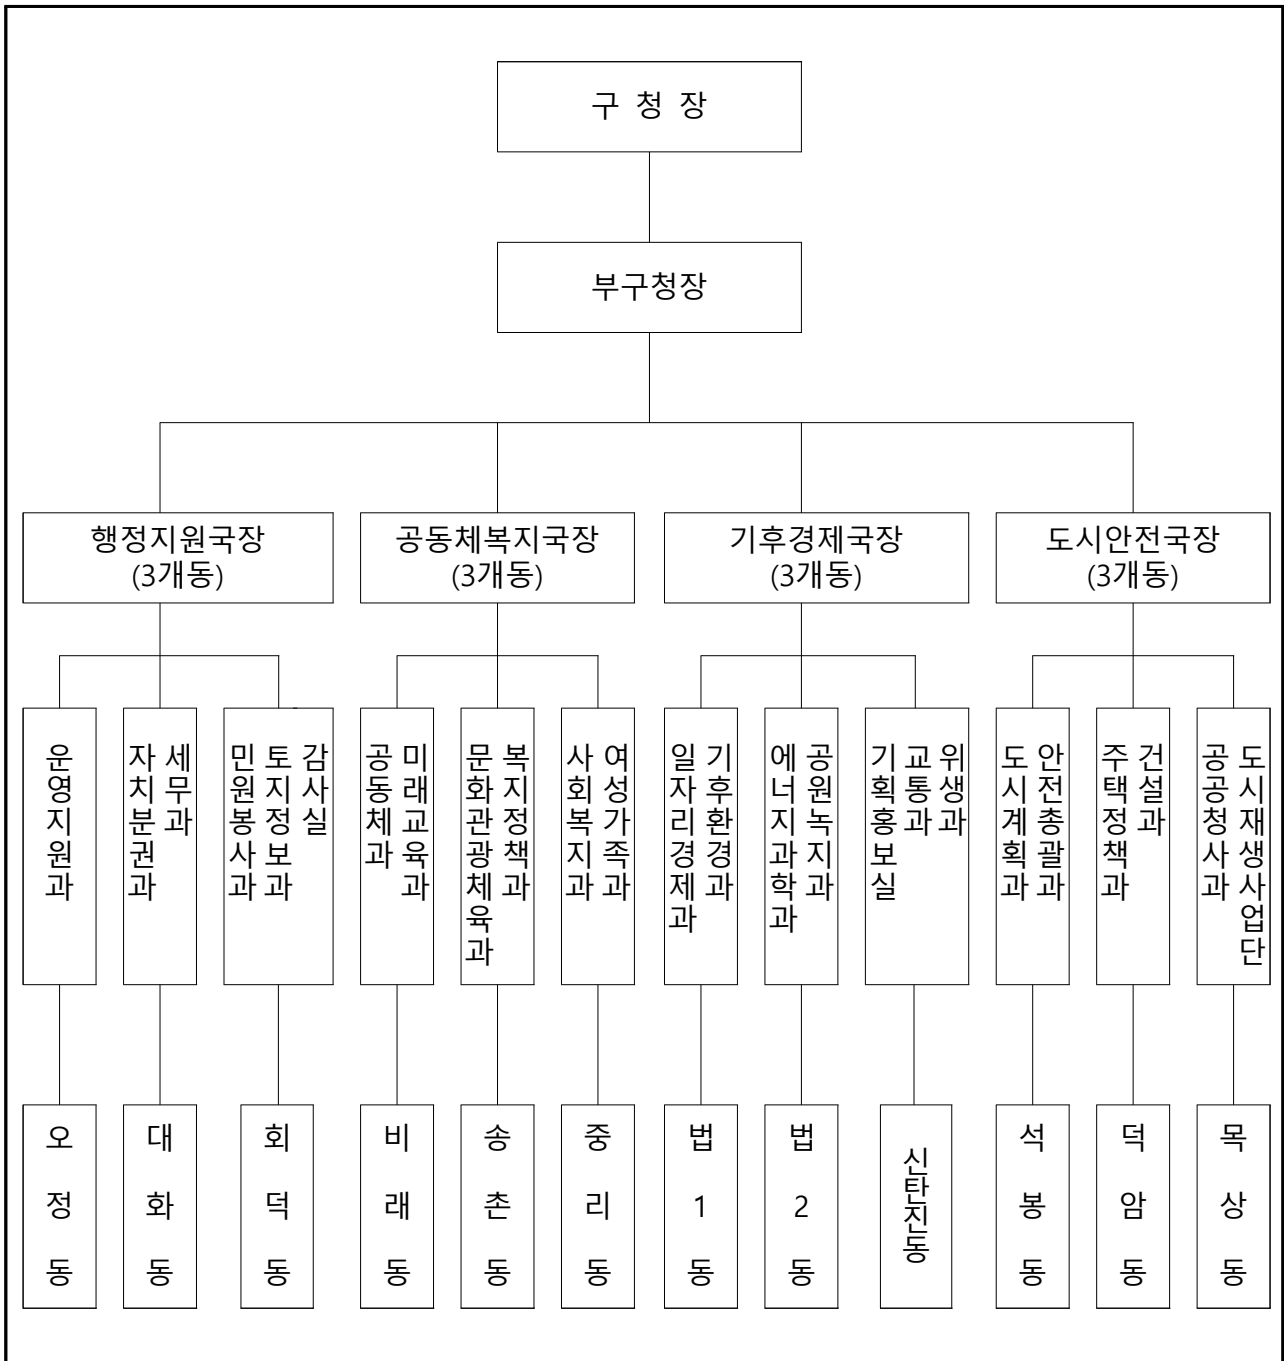 구 청 장
부구청장
행정지원국장
(3개동)
공동체복지국장
(3개동)
기후경제국장
(3개동)
도시안전국장
(3개동)
운영지원과
자치분권과
세무과
민원봉사과
토지정보과
감사실
공동체과
미래교육과
문화관광체육과
복지정책과
사회복지과
여성가족과
일자리경제과
기후환경과
에너지과학과
공원녹지과
기획홍보실
교통과
위생과
도시계획과
안전총괄과
주택정책과
건설과
공공청사과
도시재생사업단
오정동
대화동
회덕동
비래동
송촌동
중리동
법1동
법2동
신탄진동
석봉동
덕암동
목상동